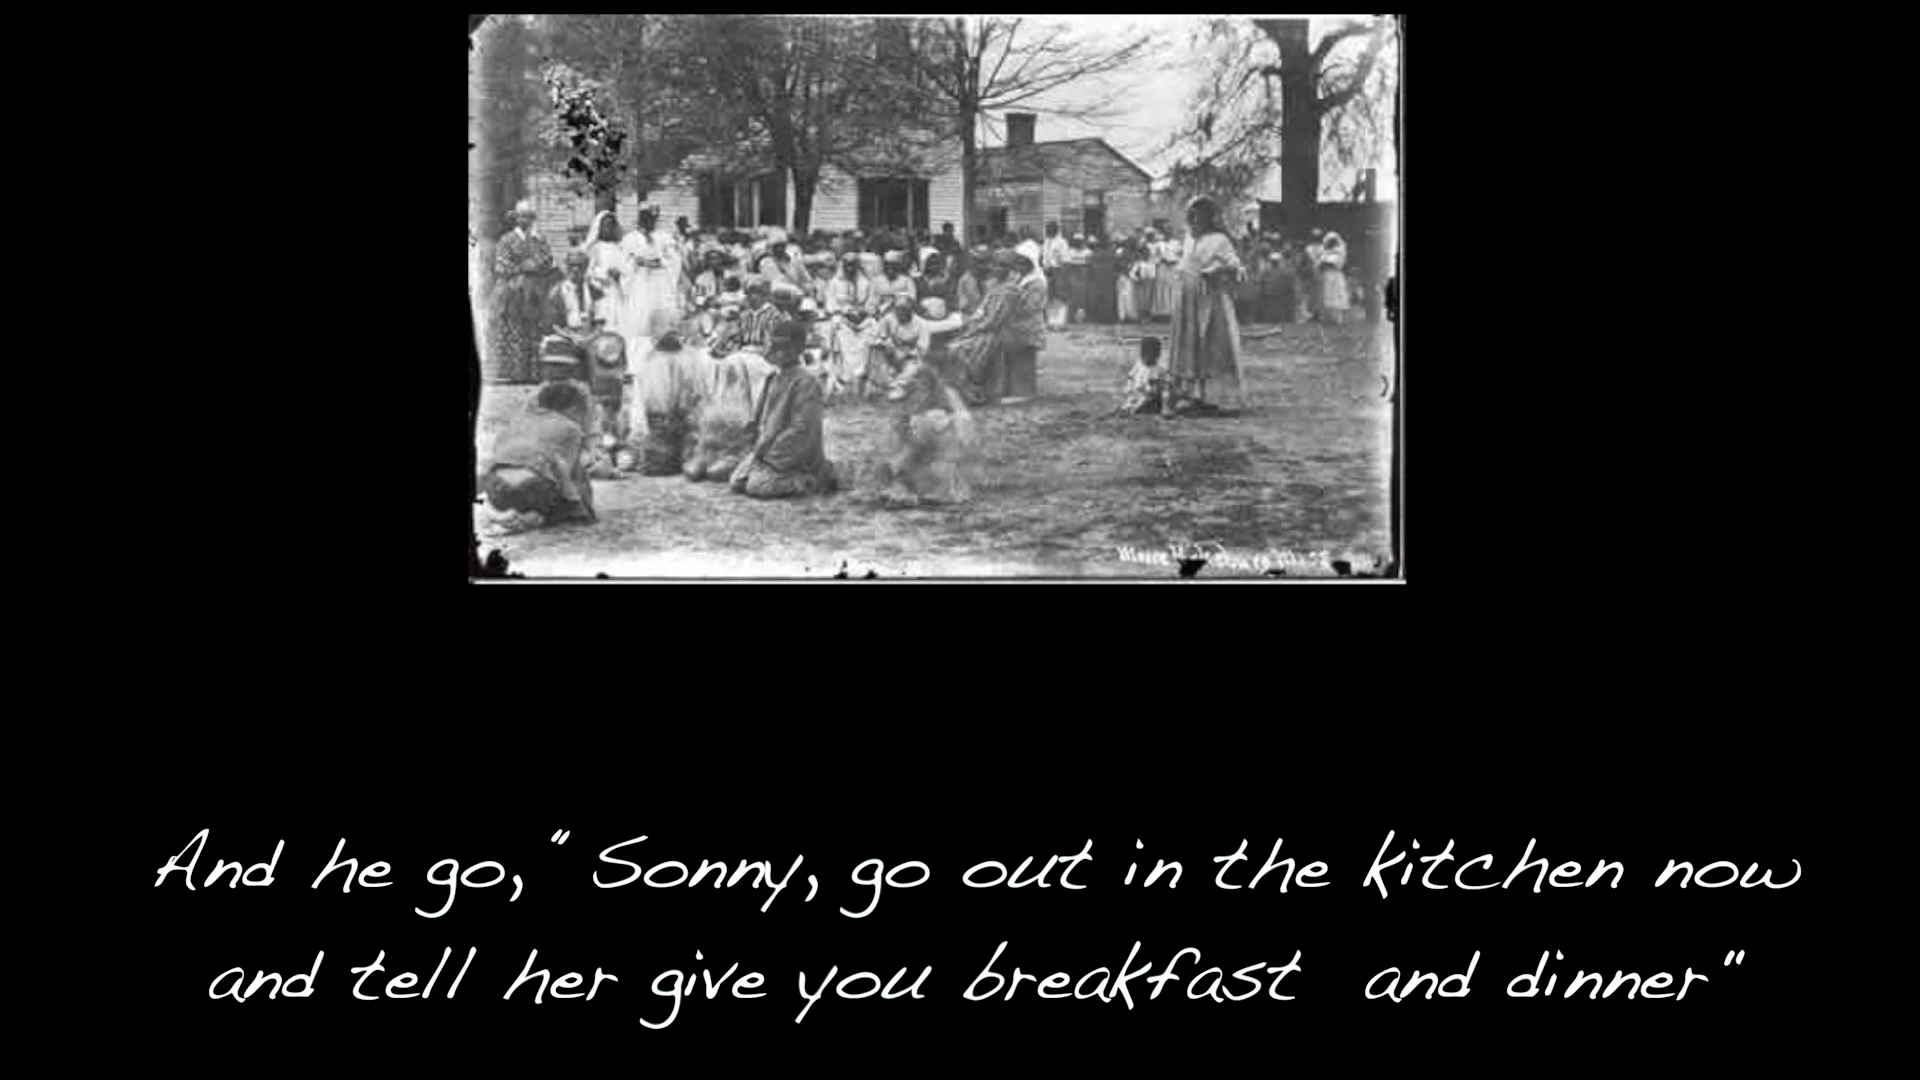 And he go," Sonny, go out in the kitchen now
and tell her give you breakfast and dinner"